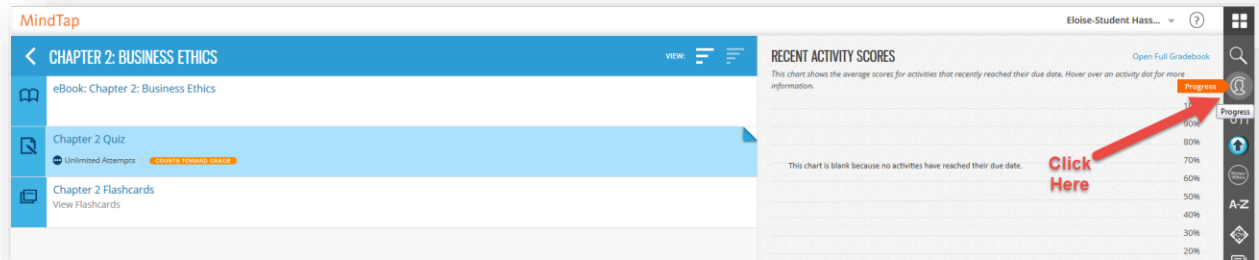 MindTap
Eloise-Student Hass...
?
CHAPTER 2: BUSINESS ETHICS
VIEW:
eBook: Chapter 2: Business Ethics
Chapter 2 Quiz
Unlimited Attempts
COUNTS TOWARD GRADE
Chapter 2 Flashcards
View Flashcards
RECENT ACTIVITY SCORES
Open Full Gradebook
This chart shows the average scores for activities that recently reached their due date. Hover over an activity dot for more
information.
Progress
Progress
90%
80%
This chart is blank because no activities have reached their due date.
70%
Click
Here
60%
50%
40%
30%
20%
A-Z